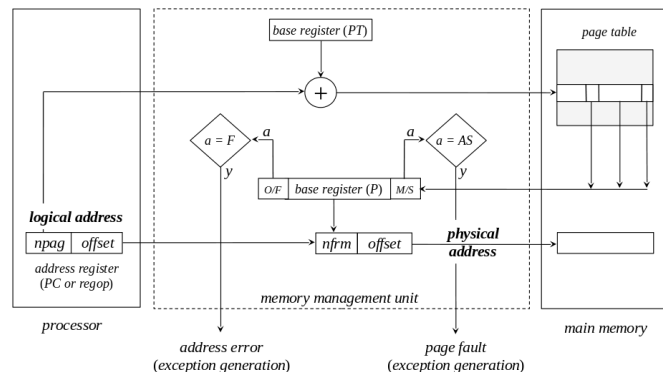 base register (PT)
page table
+
a = F
a
a
a = AS
y
y
O/F
base register (P)
M/S
logical address
npag
offset
nfrm
offset
physical
address
address register
(PC or regop)
memory management unit
processor
main memory
address error
(exception generation)
page fault
(exception generation)